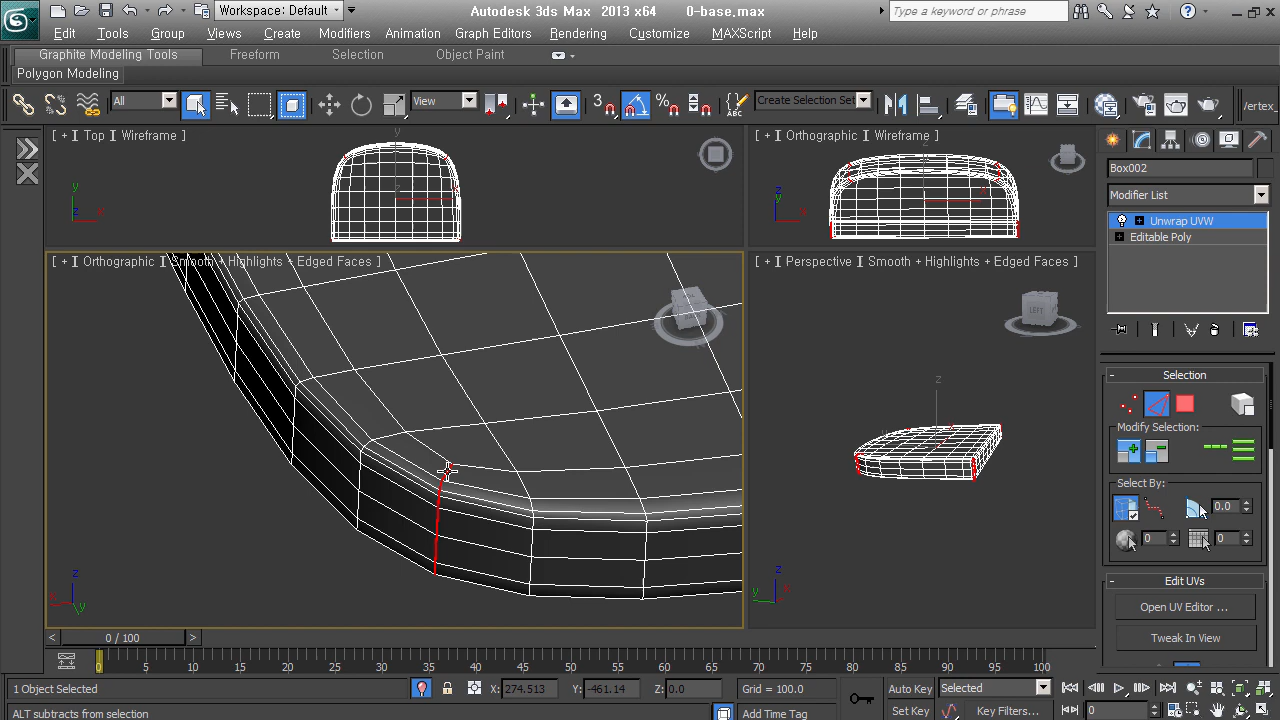 Workspace: Default
Autodesk 3ds Max 2013 x64 0-base.max
Type a keyword or phrase
Edit Tools Group Views Create Modifiers Animation Graph Editors Rendering Customize MAXScript Help
Graphite Modeling Tools Freeform Selection Object Paint
Polygon Modeling
All View 3 ABC Create Selection Set /ertex
[ + ] Top ] Wireframe ]
[ + ] Orthographic ] Wireframe ]
[ + ] Orthographic ] Smooth + Highlights + Edged Faces ]
[ + ] Perspective ] Smooth + Highlights + Edged Faces ]
LEFT
Box002
Modifier List
Unwrap UVW
Editable Poly
Selection
Modify Selection:
Select By:
0.0
0 0
Edit UVs
Open UV Editor ...
Tweak In View
0 / 100
0 5 10 15 20 25 30 35 40 45 50 55 60 65 70 75 80 85 90 95 100
1 Object Selected X: 274.513 Y: -461.14 Z: 0.0 Grid = 100.0 Auto Key Selected
ALT subtracts from selection Add Time Tag Set Key Key Filters... 0